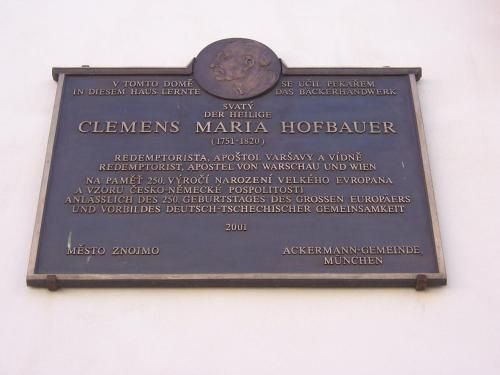 V TOMTO DOMĚ SE UČIL PEKAŘEM
IN DIESEM HAUS LERNTE DAS BÄCKERHANDWERK
SVATÝ
DER HEILIGE
CLEMENS MARIA HOFBAUER
(1751-1820)
REDEMPTORISTA, APOŠTOL VARŠAVY A VÍDNĚ
REDEMPTORIST, APOSTEL VON WARSCHAU UND WIEN
NA PAMĚŤ 250. VÝROČÍ NAROZENÍ VELKÉHO EVROPANA
A VZORU ČESKO-NĚMECKÉ POSPOLITOSTI
ANLÄSSLICH DES 250. GEBURTSTAGES DES GROSSEN EUROPÄERS
UND VORBILDES DEUTSCH-TSCHECHISCHER GEMEINSAMKEIT
2001
MĚSTO ZNOJMO
ACKERMANN-GEMEINDE,
MÜNCHEN